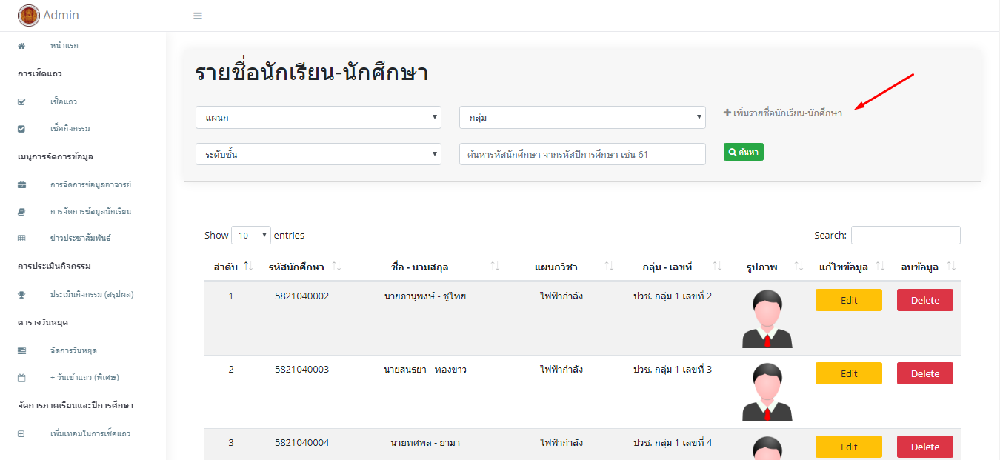 Admin
หน้าแรก
การเช็คแถว
เช็คแถว
เช็คกิจกรรม
เมนูการจัดการข้อมูล
การจัดการข้อมูลอาจารย์
การจัดการข้อมูลนักเรียน
ข่าวประชาสัมพันธ์
การประเมินกิจกรรม
ประเมินกิจกรรม (สรุปผล)
ตารางวันหยุด
จัดการวันหยุด
+ วันเข้าแถว (พิเศษ)
จัดการภาคเรียนและปีการศึกษา
เพิ่มเทอมในการเช็คแถว
รายชื่อนักเรียน-นักศึกษา
แผนก กลุ่ม + เพิ่มรายชื่อนักเรียน-นักศึกษา
ระดับชั้น ค้นหารหัสนักศึกษา จากรหัสปีการศึกษา เช่น 61 ค้นหา
Show 10 entries Search:
ลำดับ รหัสนักศึกษา ชื่อ - นามสกุล แผนกวิชา กลุ่ม - เลขที่ รูปภาพ แก้ไขข้อมูล ลบข้อมูล
1 5821040002 นายภานุพงษ์ - ชูไทย ไฟฟ้ากำลัง ปวช. กลุ่ม 1 เลขที่ 2 Edit Delete
2 5821040003 นายสนธยา - ทองขาว ไฟฟ้ากำลัง ปวช. กลุ่ม 1 เลขที่ 3 Edit Delete
3 5821040004 นายทศพล - ยามา ไฟฟ้ากำลัง ปวช. กลุ่ม 1 เลขที่ 4 Edit Delete